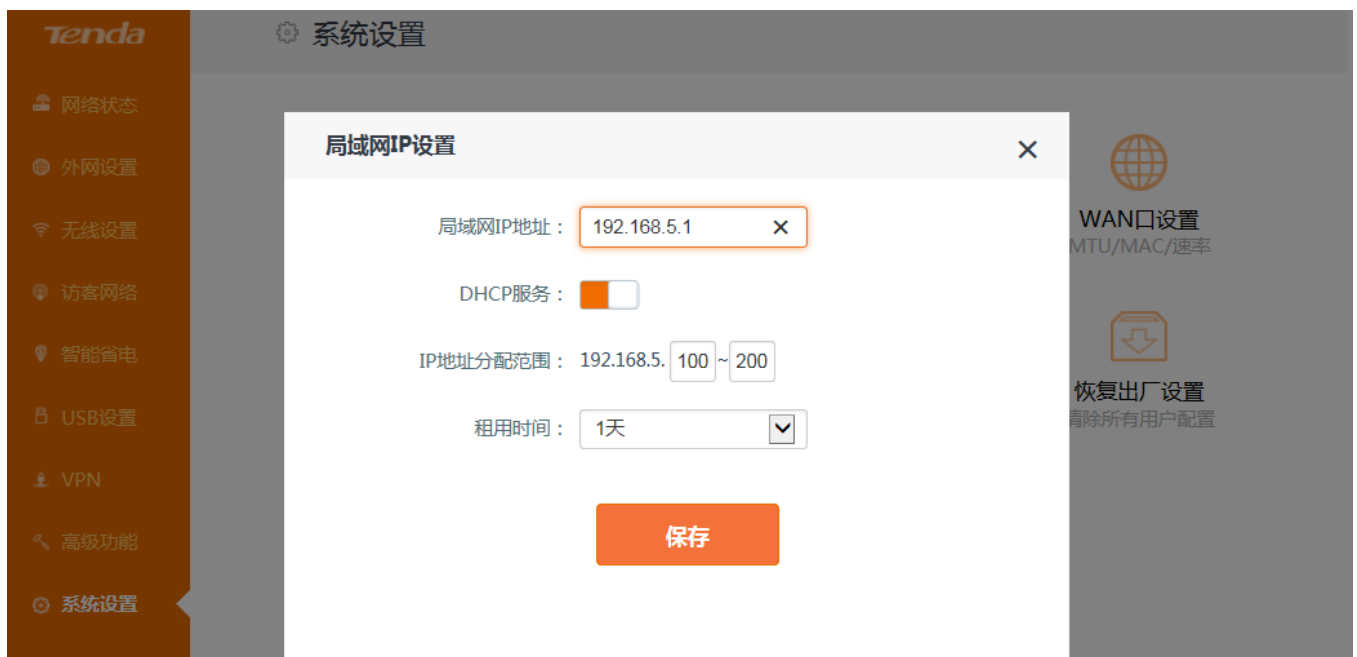 Tenda
系统设置
网络状态
外网设置
无线设置
访客网络
智能省电
USB设置
VPN
高级功能
系统设置
局域网IP设置
局域网IP地址： 192.168.5.1
DHCP服务：
IP地址分配范围： 192.168.5. 100 ~ 200
租用时间： 1天
保存
WAN口设置
MTU/MAC/速率
恢复出厂设置
清除所有用户配置